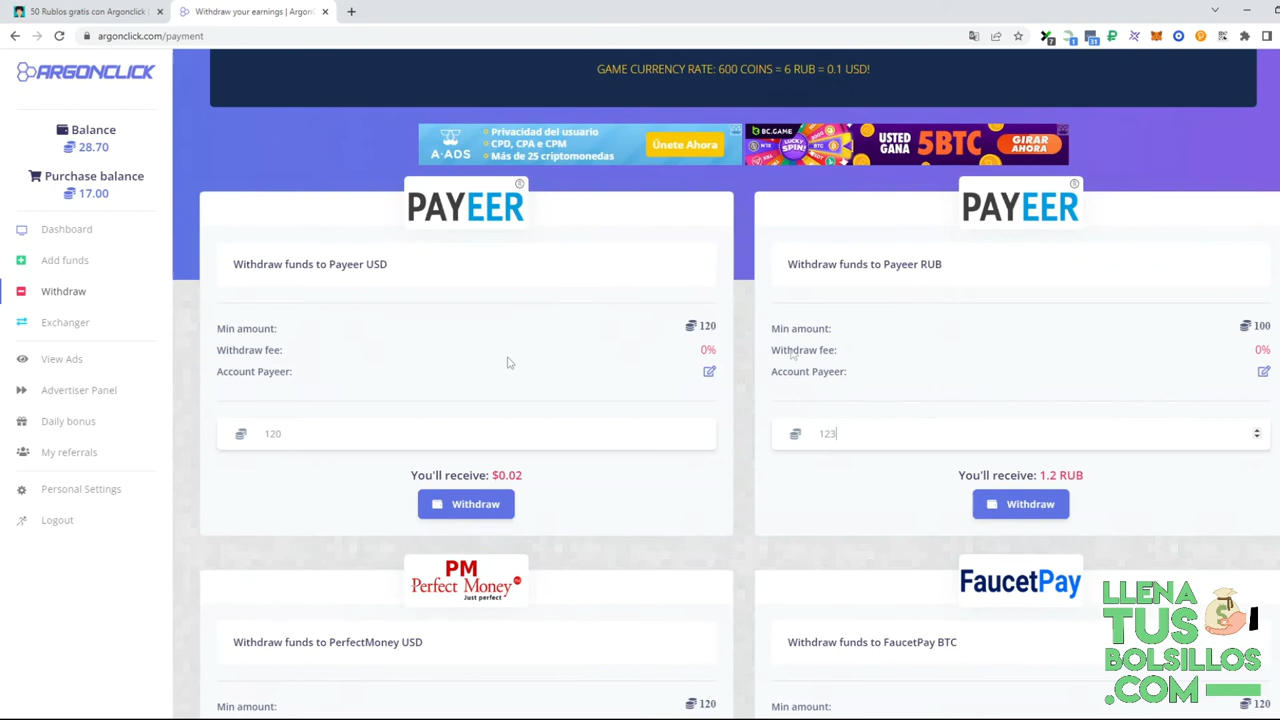 50 Rublos gratis con Argonclick |
Withdraw your earnings | Argon
argonclick.com/payment
ARGONCLICK
Balance
28.70
Purchase balance
17.00
Dashboard
Add funds
Withdraw
Exchanger
View Ads
Advertiser Panel
Daily bonus
My referrals
Personal Settings
Logout
GAME CURRENCY RATE: 600 COINS = 6 RUB = 0.1 USD!
A-ADS
Privacidad del usuario
CPD, CPA e CPM
Más de 25 criptomonedas
Únete Ahora
BC.GAME
LUCKY
SPIN!
USTED
GANA
5BTC
GIRAR
AHORA
PAYEER
Withdraw funds to Payeer USD
Min amount: 120
Withdraw fee: 0%
Account Payeer:
120
You'll receive: $0.02
Withdraw
PAYEER
Withdraw funds to Payeer RUB
Min amount: 100
Withdraw fee: 0%
Account Payeer:
123
You'll receive: 1.2 RUB
Withdraw
PM
Perfect Money
Just perfect
Withdraw funds to PerfectMoney USD
Min amount: 120
FaucetPay
Withdraw funds to FaucetPay BTC
Min amount: 120
LLENA
TUS
BOLSILLOS
.COM